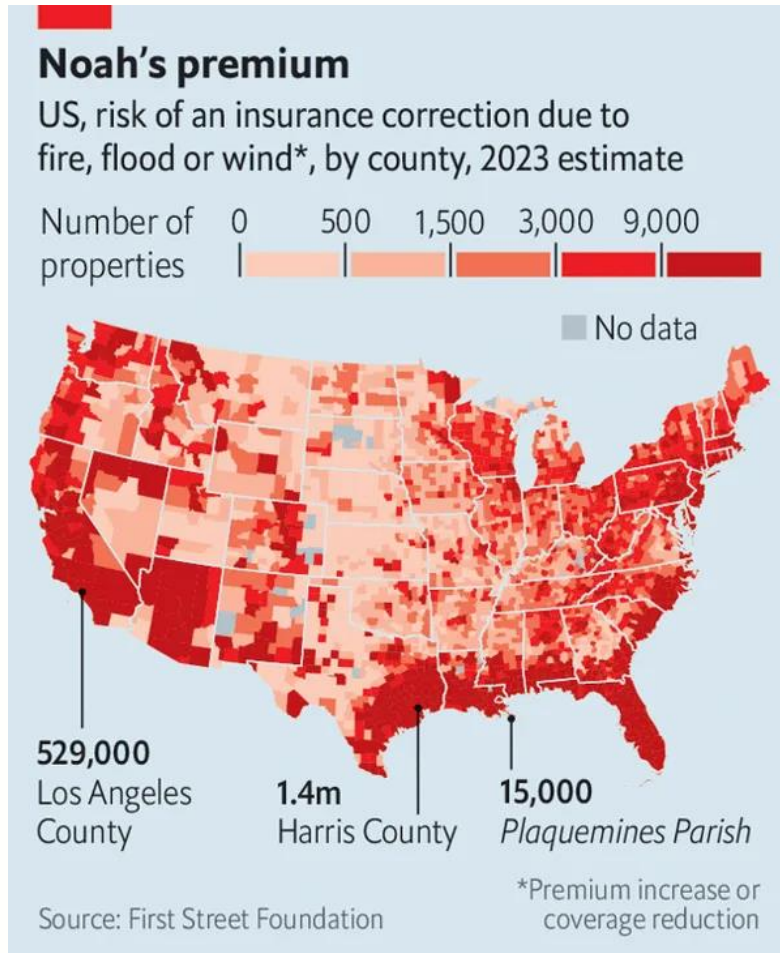 Noah's premium
US, risk of an insurance correction due to
fire, flood or wind*, by county, 2023 estimate
Number of
properties
0 500 1,500 3,000 9,000
No data
529,000
Los Angeles
County
1.4m
Harris County
15,000
Plaquemines Parish
*Premium increase or
coverage reduction
Source: First Street Foundation